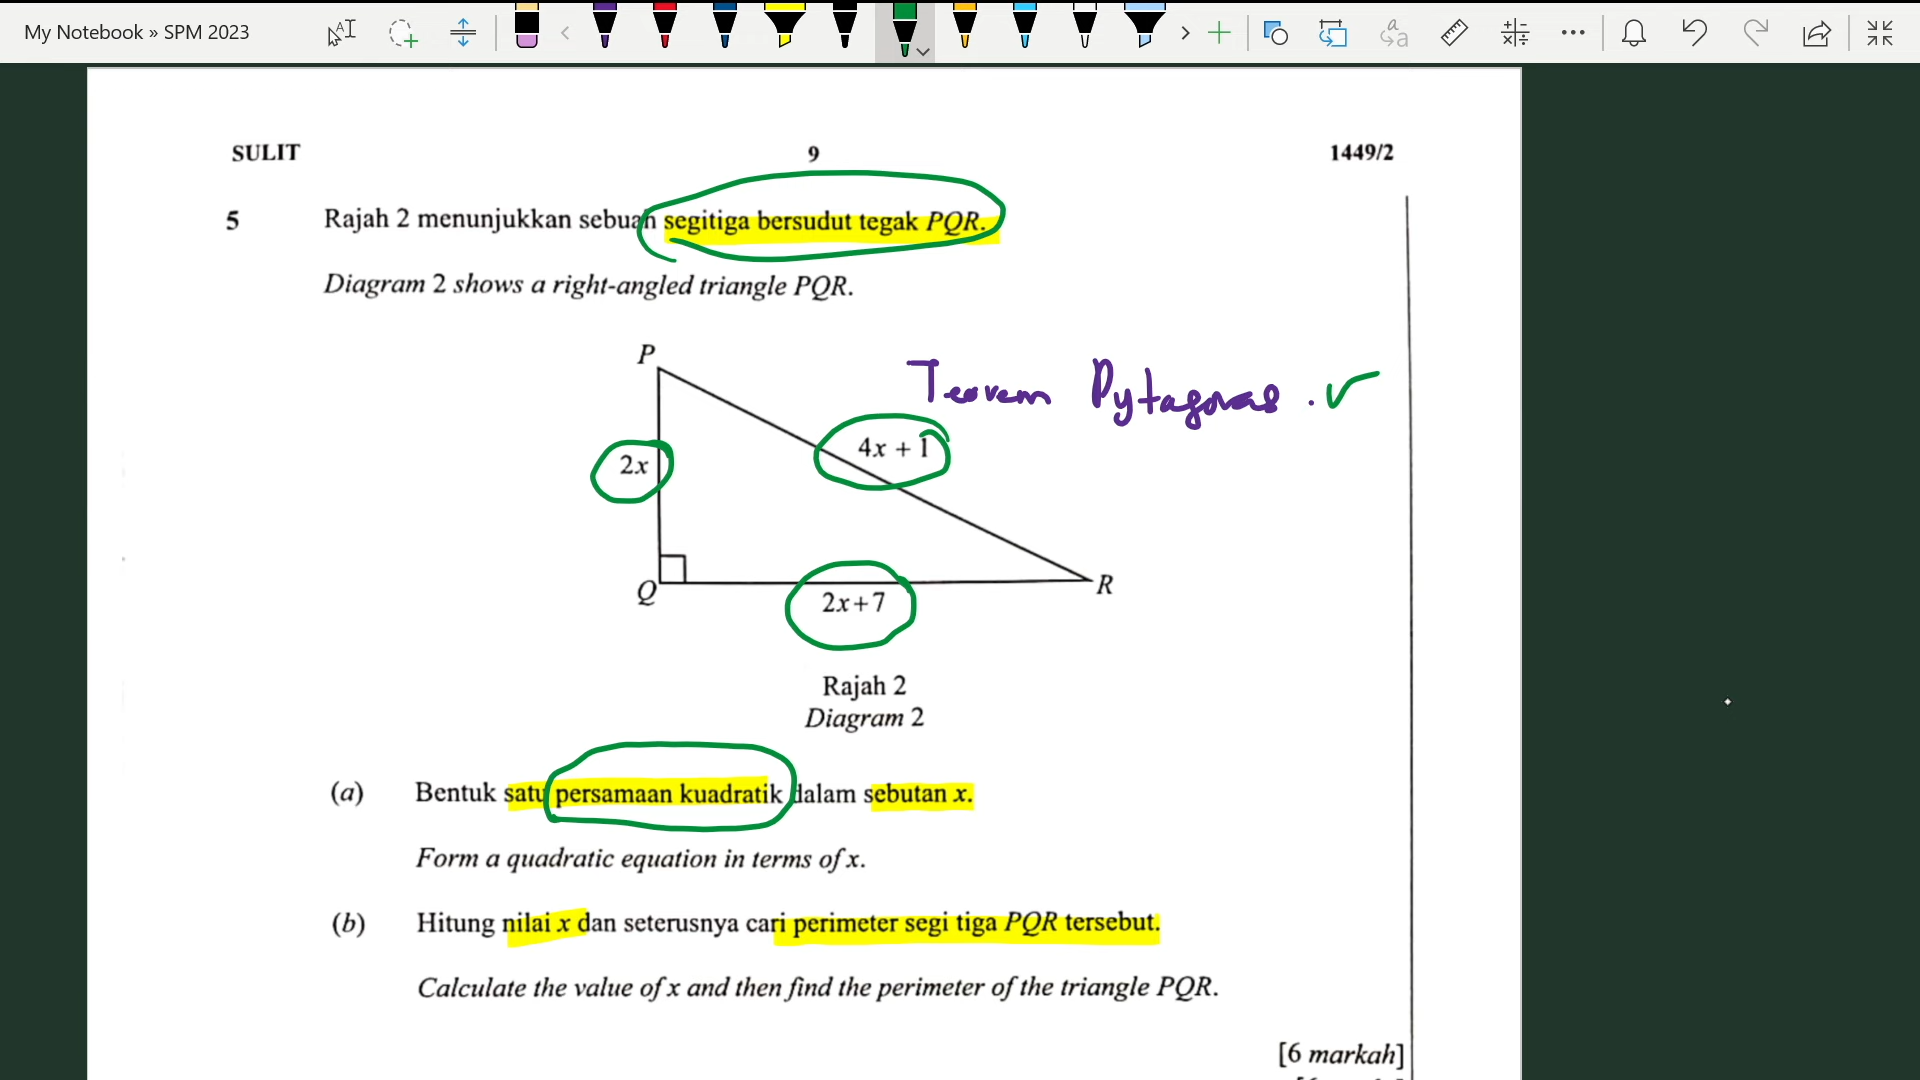 My Notebook » SPM 2023
SULIT 9 1449/2
5 Rajah 2 menunjukkan sebuah segitiga bersudut tegak PQR.
Diagram 2 shows a right-angled triangle PQR.
P
Teorem Pytagoras .
4x + 1
2x
Q
R
2x+7
Rajah 2
Diagram 2
(a) Bentuk satu persamaan kuadratik dalam sebutan x.
Form a quadratic equation in terms of x.
(b) Hitung nilai x dan seterusnya cari perimeter segi tiga PQR tersebut.
Calculate the value of x and then find the perimeter of the triangle PQR.
[6 markah]